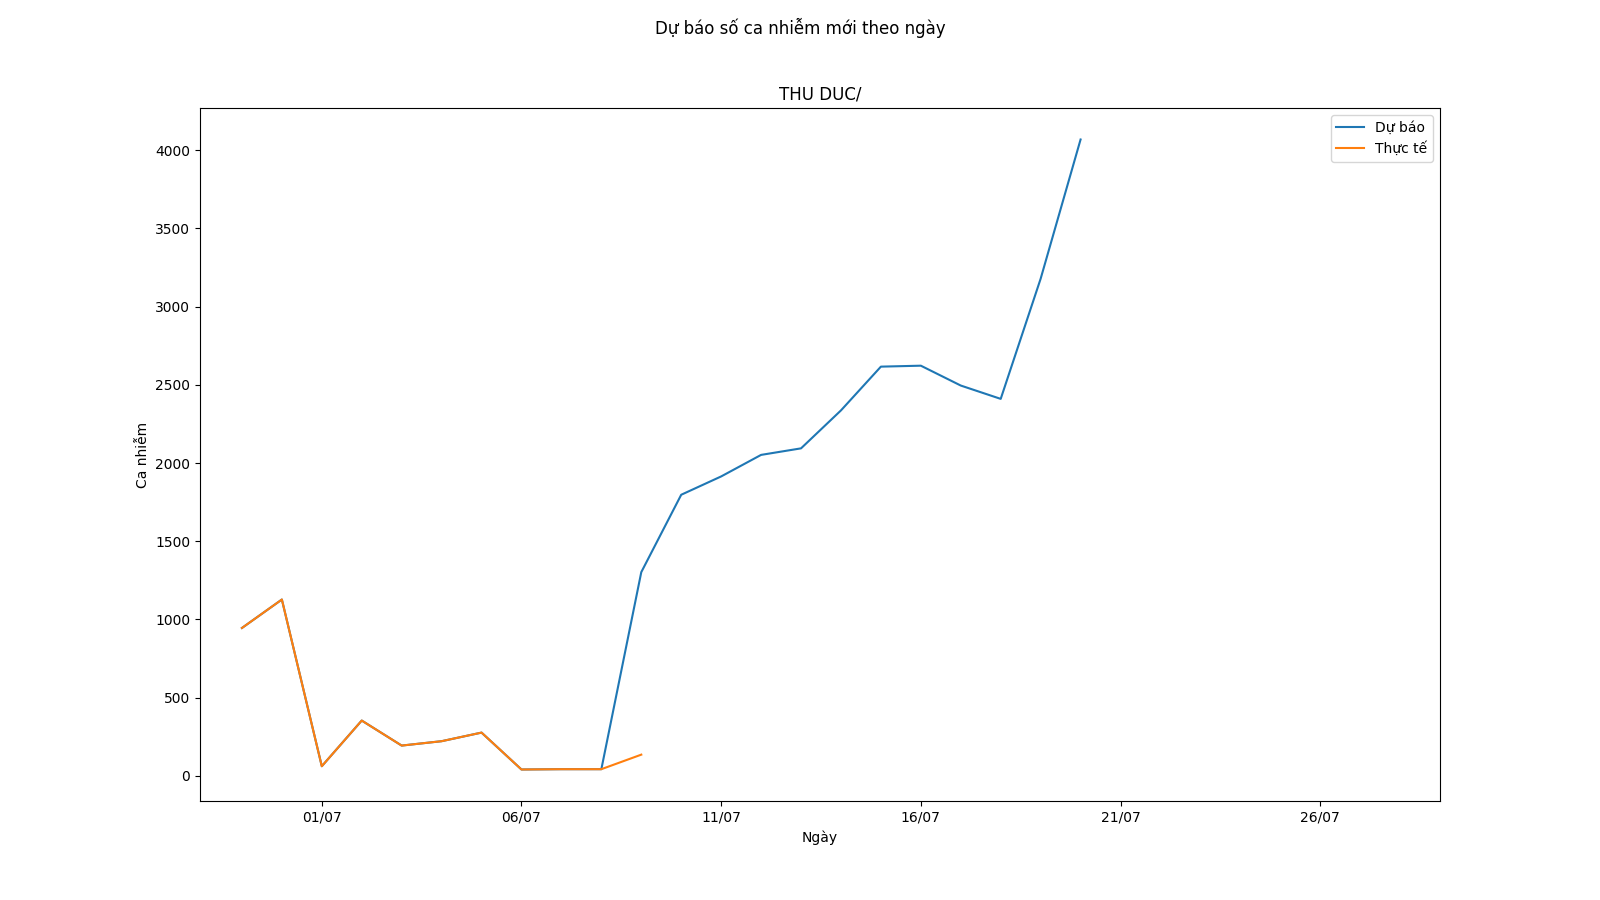 Dự báo số ca nhiễm mới theo ngày
THU DUC/
Dự báo
Thực tế
4000
3500
3000
2500
2000
1500
1000
500
0
Ca nhiễm
01/07
06/07
11/07
16/07
21/07
26/07
Ngày